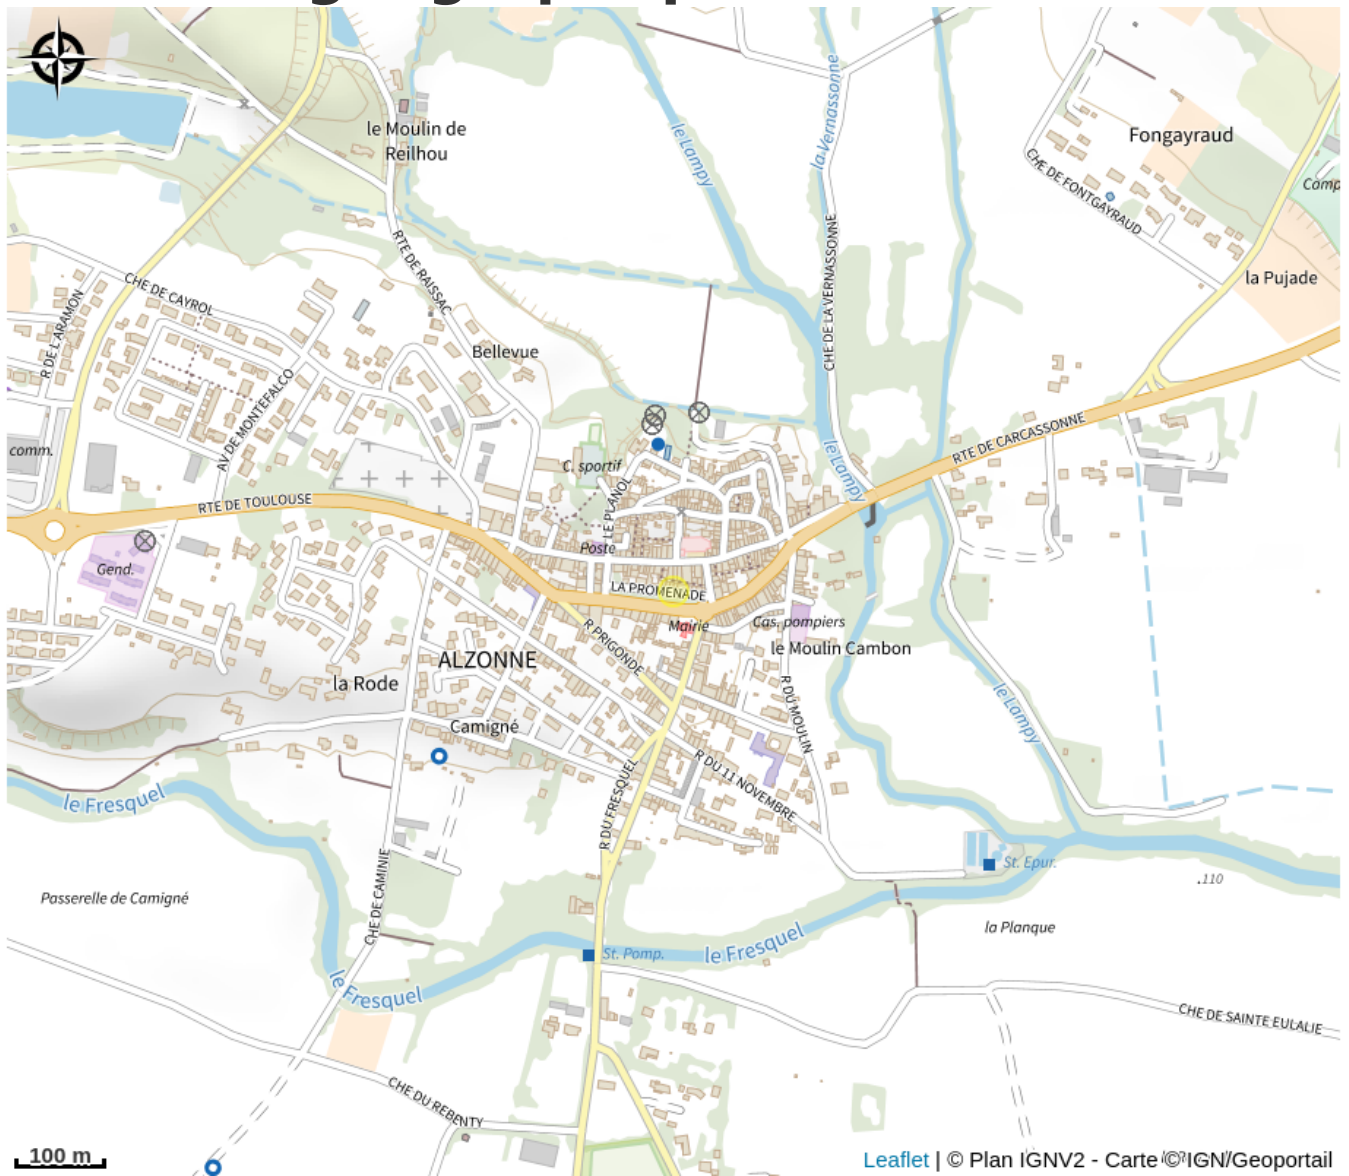 le Moulin de
Reilhou
le Lampy
la Vernassonne
Fongayraud
CHE DE FONTGAYRAUD
Camp
la Pujade
RTE DE RAISSAC
CHE DE LA VERNASSONNE
CHE DE CAYROL
R DE L'ARAMON
Bellevue
AV DE MONTEFALCO
comm.
C. sportif
le Lampy
RTE DE CARCASSONNE
RTE DE TOULOUSE
LE PLANOL
Poste
Gend.
LA PROMENADE
Mairie
Cas. pompiers
le Moulin Cambon
R PRIGONDE
ALZONNE
la Rode
Camigné
R DU MOULIN
le Lampy
R DU 11 NOVEMBRE
le Fresquel
R DU FRESQUEL
CHE DE CAMINIE
St. Epur.
.110
Passerelle de Camigné
la Planque
le Fresquel
St. Pomp.
le Fresquel
CHE DE SAINTE EULALIE
CHE DU REBENTY
100 m
Leaflet | © Plan IGNV2 - Carte © IGN/Geoportail